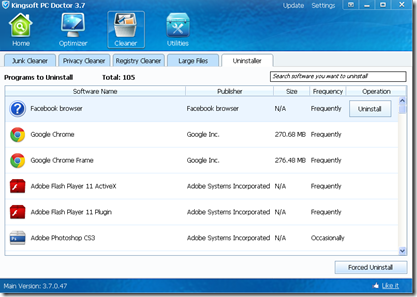 Kingsoft PC Doctor 3.7
Update Settings
Home Optimizer Cleaner Utilities
Junk Cleaner Privacy Cleaner Registry Cleaner Large Files Uninstaller
Programs to Uninstall Total: 105 Search software you want to uninstall
Software Name Publisher Size Frequency Operation
Facebook browser Facebook browser N/A Frequently Uninstall
Google Chrome Google Inc. 270.68 MB Frequently
Google Chrome Frame Google Inc. 276.48 MB Frequently
Adobe Flash Player 11 ActiveX Adobe Systems Incorporated N/A Frequently
Adobe Flash Player 11 Plugin Adobe Systems Incorporated N/A Frequently
Adobe Photoshop CS3 Adobe Systems Incorporated N/A Occasionally
Forced Uninstall
Main Version: 3.7.0.47 Like it